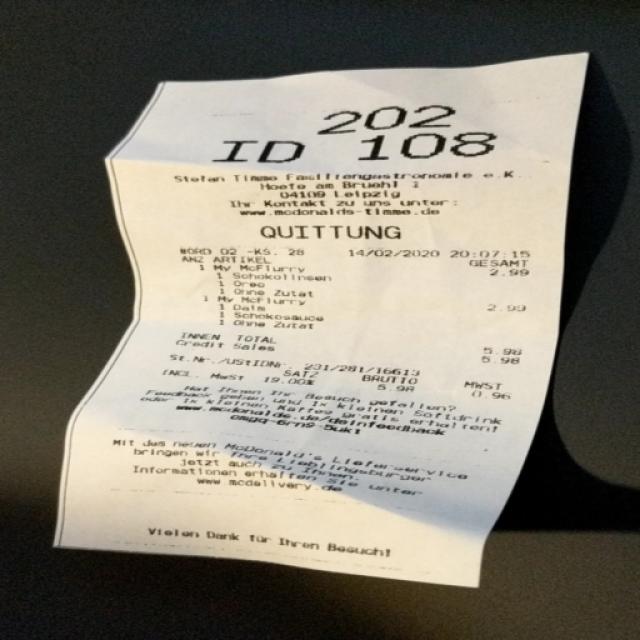 202
ID 108
Stefan Timme Familiengastronomie e.K.
Hoefe am Bruehl 1
04109 Leipzig
Ihr Kontakt zu uns unter:
www.mcdonalds-timme.de
QUITTUNG
#ORD 02 -KS. 28 14/02/2020 20:07:15
ANZ ARTIKEL GESAMT
1 My McFlurry 2.99
1 Schokolinsen
1 Oreo
1 Ohne Zutat
1 My McFlurry 2.99
1 Daim
1 Schokosauce
1 Ohne Zutat
INNEN TOTAL 5.98
Credit Sales 5.98
St.Nr./UStIDNr. 231/281/16613
SATZ BRUTTO MWST
INCL. MwSt 19.00% 5.98 0.96
Hat Ihnen Ihr Besuch gefallen?
Feedback geben und 1x kleinen Softdrink
oder 1x kleinen Kaffee gratis erhalten!
www.mcdonalds.de/deinfeedback
Mit dem neuen McDonald's Lieferservice
bringen wir Ihre Lieblingsburger
jetzt auch zu Ihnen.
Informationen erhalten Sie unter
www.mcdelivery.de
Vielen Dank für Ihren Besuch!